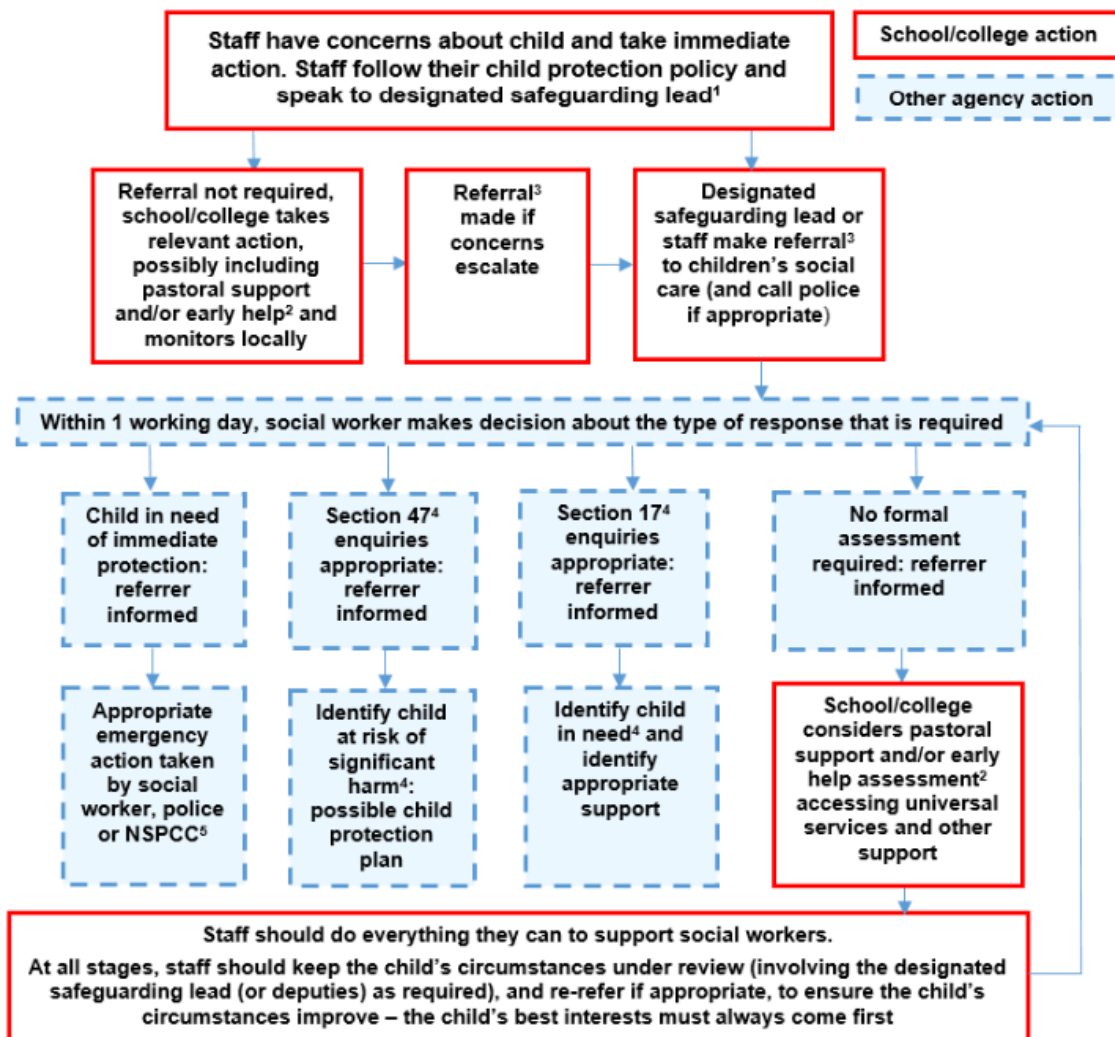 Staff have concerns about child and take immediate
action. Staff follow their child protection policy and
speak to designated safeguarding lead¹
School/college action
Other agency action
Referral not required,
school/college takes
relevant action,
possibly including
pastoral support
and/or early help² and
monitors locally
Referral³
made if
concerns
escalate
Designated
safeguarding lead or
staff make referral³
to children’s social
care (and call police
if appropriate)
Within 1 working day, social worker makes decision about the type of response that is required
Child in need
of immediate
protection:
referrer
informed
Section 47⁴
enquiries
appropriate:
referrer
informed
Section 17⁴
enquiries
appropriate:
referrer
informed
No formal
assessment
required: referrer
informed
Appropriate
emergency
action taken
by social
worker, police
or NSPCC⁵
Identify child
at risk of
significant
harm⁴:
possible child
protection
plan
Identify child
in need⁴ and
identify
appropriate
support
School/college
considers pastoral
support and/or early
help assessment²
accessing universal
services and other
support
Staff should do everything they can to support social workers.
At all stages, staff should keep the child’s circumstances under review (involving the designated
safeguarding lead (or deputies) as required), and re-refer if appropriate, to ensure the child’s
circumstances improve – the child’s best interests must always come first